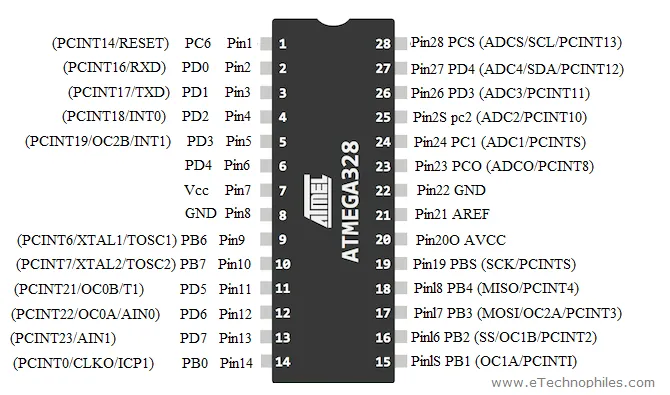 (PCINT14/RESET) PC6 Pin1 1 28 Pin28 PCS (ADCS/SCL/PCINT13)
(PCINT16/RXD) PD0 Pin2 2 27 Pin27 PD4 (ADC4/SDA/PCINT12)
(PCINT17/TXD) PD1 Pin3 3 26 Pin26 PD3 (ADC3/PCINT11)
(PCINT18/INT0) PD2 Pin4 4 25 Pin2S pc2 (ADC2/PCINT10)
(PCINT19/OC2B/INT1) PD3 Pin5 5 24 Pin24 PC1 (ADC1/PCINTS)
PD4 Pin6 6 23 Pin23 PCO (ADCO/PCINT8)
Vcc Pin7 7 22 Pin22 GND
GND Pin8 8 21 Pin21 AREF
(PCINT6/XTAL1/TOSC1) PB6 Pin9 9 20 Pin20O AVCC
(PCINT7/XTAL2/TOSC2) PB7 Pin10 10 19 Pin19 PBS (SCK/PCINTS)
(PCINT21/OC0B/T1) PD5 Pin11 11 18 Pinl8 PB4 (MISO/PCINT4)
(PCINT22/OC0A/AIN0) PD6 Pin12 12 17 Pinl7 PB3 (MOSI/OC2A/PCINT3)
(PCINT23/AIN1) PD7 Pin13 13 16 Pinl6 PB2 (SS/OC1B/PCINT2)
(PCINT0/CLKO/ICP1) PB0 Pin14 14 15 PinlS PB1 (OC1A/PCINTI)
ATMEL
ATMEGA328
www.eTechnophiles.com